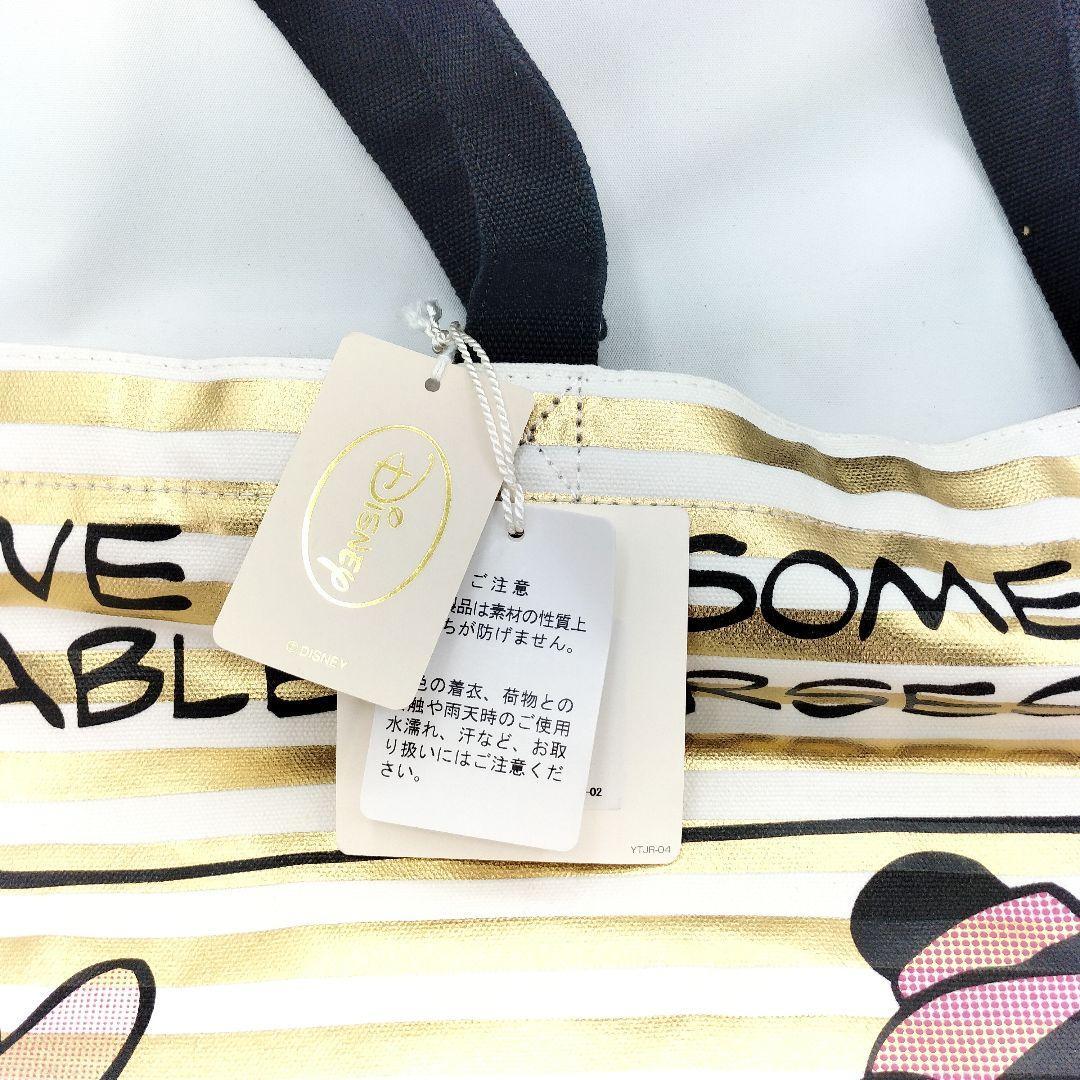 Disney
© DISNEY
ご注意
製品は素材の性質上
ちが防げません。
色の着衣、荷物との
触や雨天時のご使用
水濡れ、汗など、お取
り扱いにはご注意くだ
さい。
-02
YTJR-04
VE
SOME
ABLE
RSES